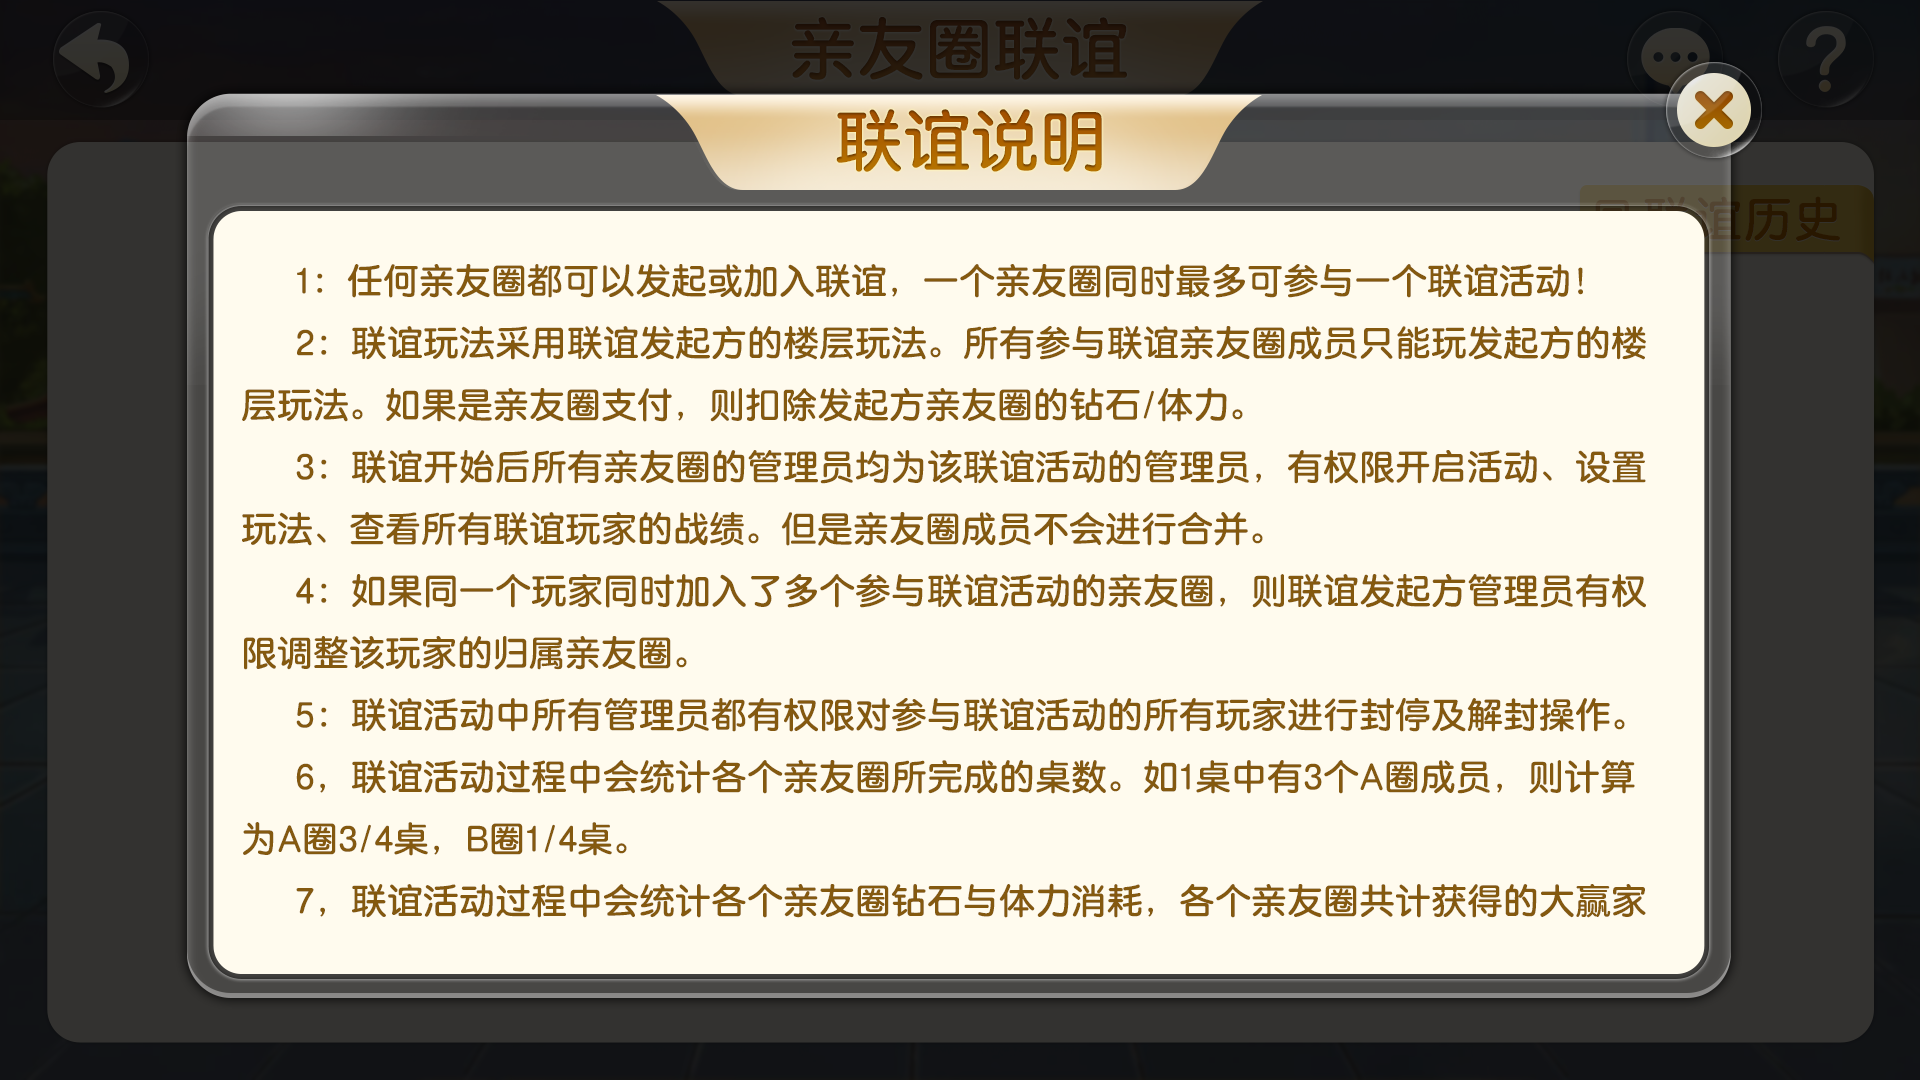 亲友圈联谊
联谊说明
联谊历史
1：任何亲友圈都可以发起或加入联谊，一个亲友圈同时最多可参与一个联谊活动！
2：联谊玩法采用联谊发起方的楼层玩法。所有参与联谊亲友圈成员只能玩发起方的楼
层玩法。如果是亲友圈支付，则扣除发起方亲友圈的钻石/体力。
3：联谊开始后所有亲友圈的管理员均为该联谊活动的管理员，有权限开启活动、设置
玩法、查看所有联谊玩家的战绩。但是亲友圈成员不会进行合并。
4：如果同一个玩家同时加入了多个参与联谊活动的亲友圈，则联谊发起方管理员有权
限调整该玩家的归属亲友圈。
5：联谊活动中所有管理员都有权限对参与联谊活动的所有玩家进行封停及解封操作。
6，联谊活动过程中会统计各个亲友圈所完成的桌数。如1桌中有3个A圈成员，则计算
为A圈3/4桌，B圈1/4桌。
7，联谊活动过程中会统计各个亲友圈钻石与体力消耗，各个亲友圈共计获得的大赢家